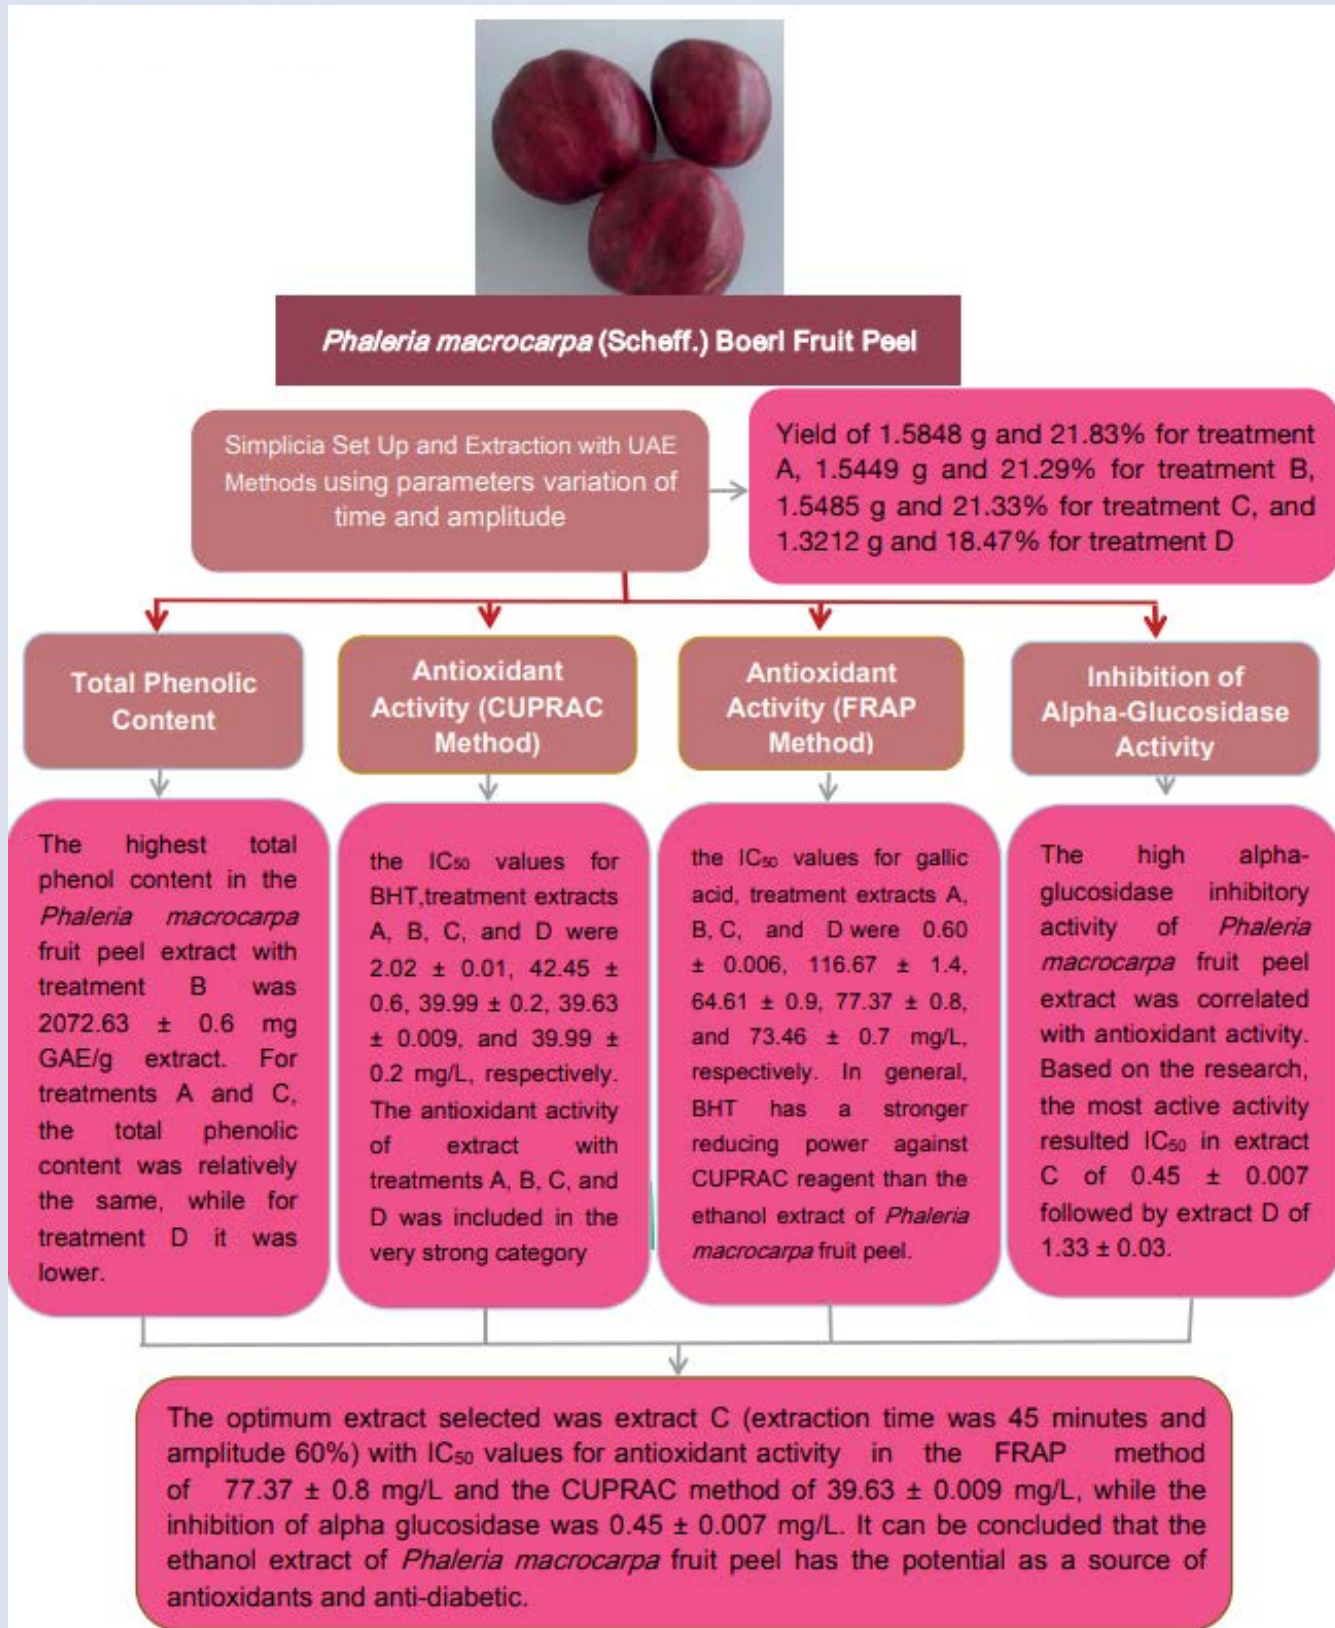 Phaleria macrocarpa (Scheff.) Boerl Fruit Peel
Simplicia Set Up and Extraction with UAE
Methods using parameters variation of
time and amplitude
Yield of 1.5848 g and 21.83% for treatment
A, 1.5449 g and 21.29% for treatment B,
1.5485 g and 21.33% for treatment C, and
1.3212 g and 18.47% for treatment D
Total Phenolic
Content
Antioxidant
Activity (CUPRAC
Method)
Antioxidant
Activity (FRAP
Method)
Inhibition of
Alpha-Glucosidase
Activity
The highest total
phenol content in the
Phaleria macrocarpa
fruit peel extract with
treatment B was
2072.63 ± 0.6 mg
GAE/g extract. For
treatments A and C,
the total phenolic
content was relatively
the same, while for
treatment D it was
lower.
the IC₅₀ values for
BHT,treatment extracts
A, B, C, and D were
2.02 ± 0.01, 42.45 ±
0.6, 39.99 ± 0.2, 39.63
± 0.009, and 39.99 ±
0.2 mg/L, respectively.
The antioxidant activity
of extract with
treatments A, B, C, and
D was included in the
very strong category
the IC₅₀ values for gallic
acid, treatment extracts A,
B, C, and D were 0.60
± 0.006, 116.67 ± 1.4,
64.61 ± 0.9, 77.37 ± 0.8,
and 73.46 ± 0.7 mg/L,
respectively. In general,
BHT has a stronger
reducing power against
CUPRAC reagent than the
ethanol extract of Phaleria
macrocarpa fruit peel.
The high alpha-
glucosidase inhibitory
activity of Phaleria
macrocarpa fruit peel
extract was correlated
with antioxidant activity.
Based on the research,
the most active activity
resulted IC₅₀ in extract
C of 0.45 ± 0.007
followed by extract D of
1.33 ± 0.03.
The optimum extract selected was extract C (extraction time was 45 minutes and
amplitude 60%) with IC₅₀ values for antioxidant activity in the FRAP method
of 77.37 ± 0.8 mg/L and the CUPRAC method of 39.63 ± 0.009 mg/L, while the
inhibition of alpha glucosidase was 0.45 ± 0.007 mg/L. It can be concluded that the
ethanol extract of Phaleria macrocarpa fruit peel has the potential as a source of
antioxidants and anti-diabetic.